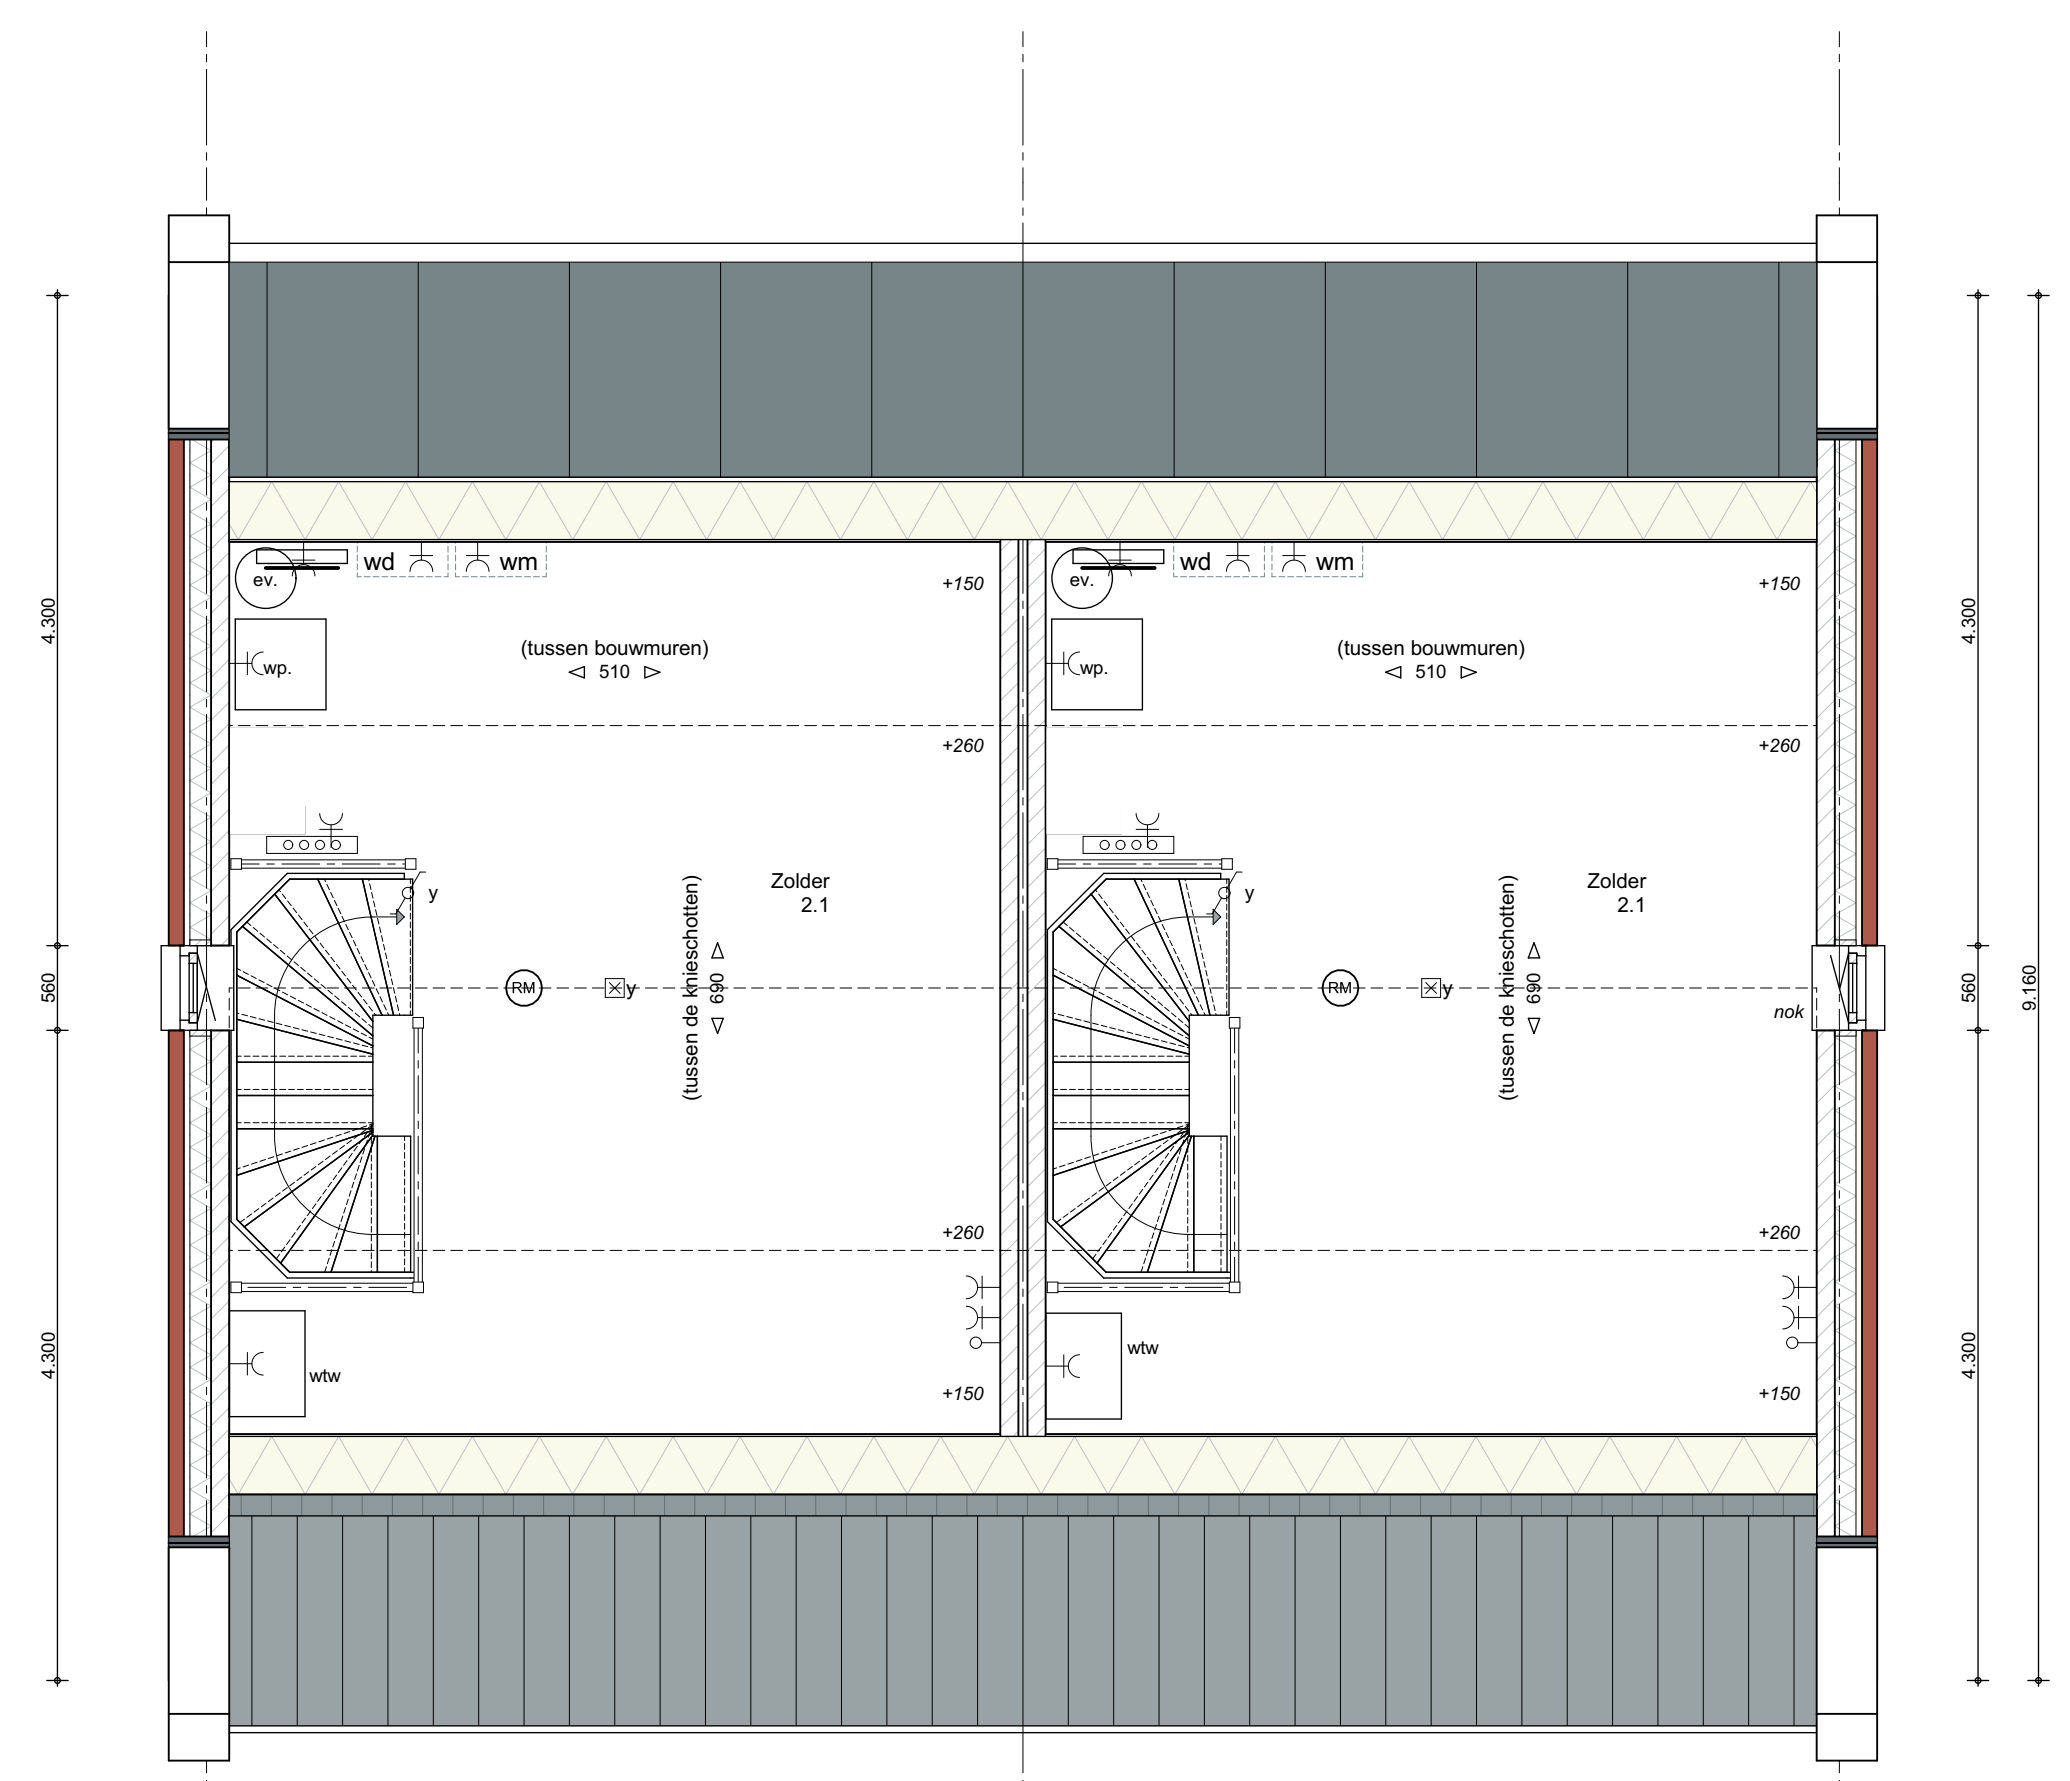 ev.
wd
wm
+150
ev.
wd
wm
+150
4.300
(tussen bouwmuren)
510
(tussen bouwmuren)
510
4.300
wp.
wp.
+260
+260
y
Zolder
2.1
y
Zolder
2.1
560
RM
y
(tussen de knieschotten)
690
RM
y
(tussen de knieschotten)
690
nok
560
9.160
+260
+260
4.300
wtw
wtw
4.300
+150
+150